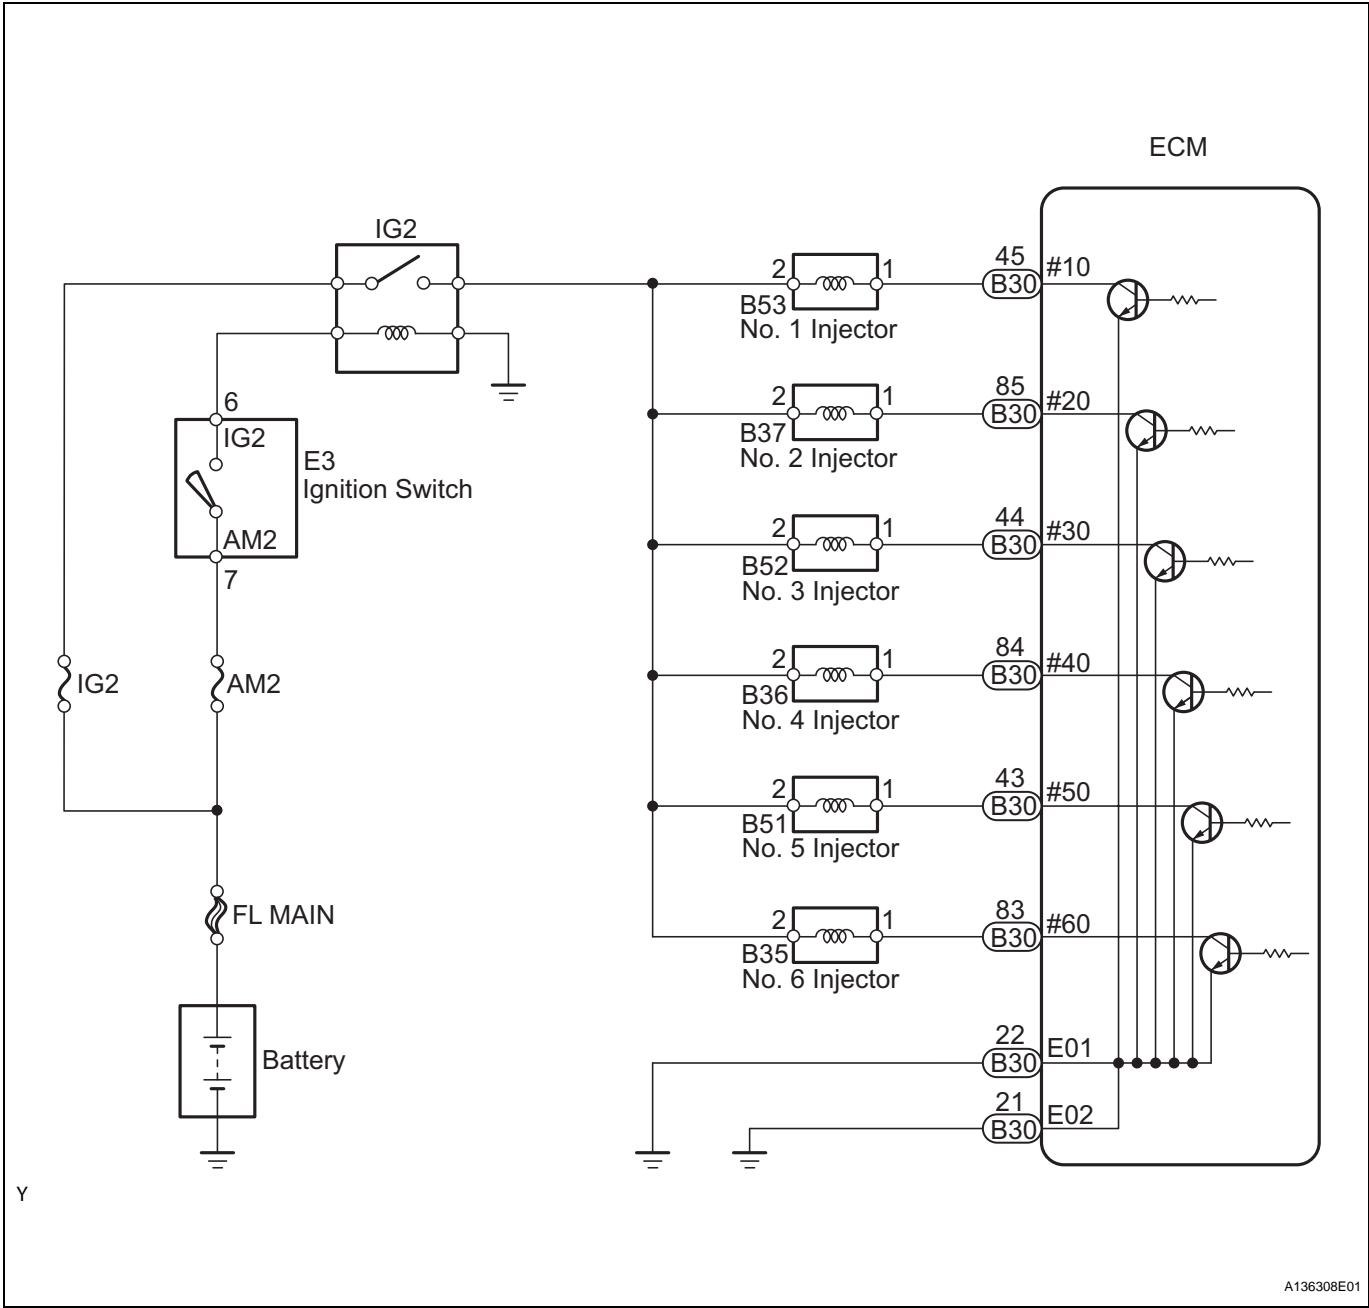 ECM
IG2
45
2
1
#10
B30
B53
No. 1 Injector
85
2
1
#20
B30
B37
No. 2 Injector
6
IG2
E3
Ignition Switch
AM2
7
44
2
1
#30
B30
B52
No. 3 Injector
IG2
AM2
84
2
1
#40
B30
B36
No. 4 Injector
43
2
1
#50
B30
B51
No. 5 Injector
FL MAIN
83
2
1
#60
B30
B35
No. 6 Injector
Battery
22
E01
B30
21
E02
B30
Y
A136308E01